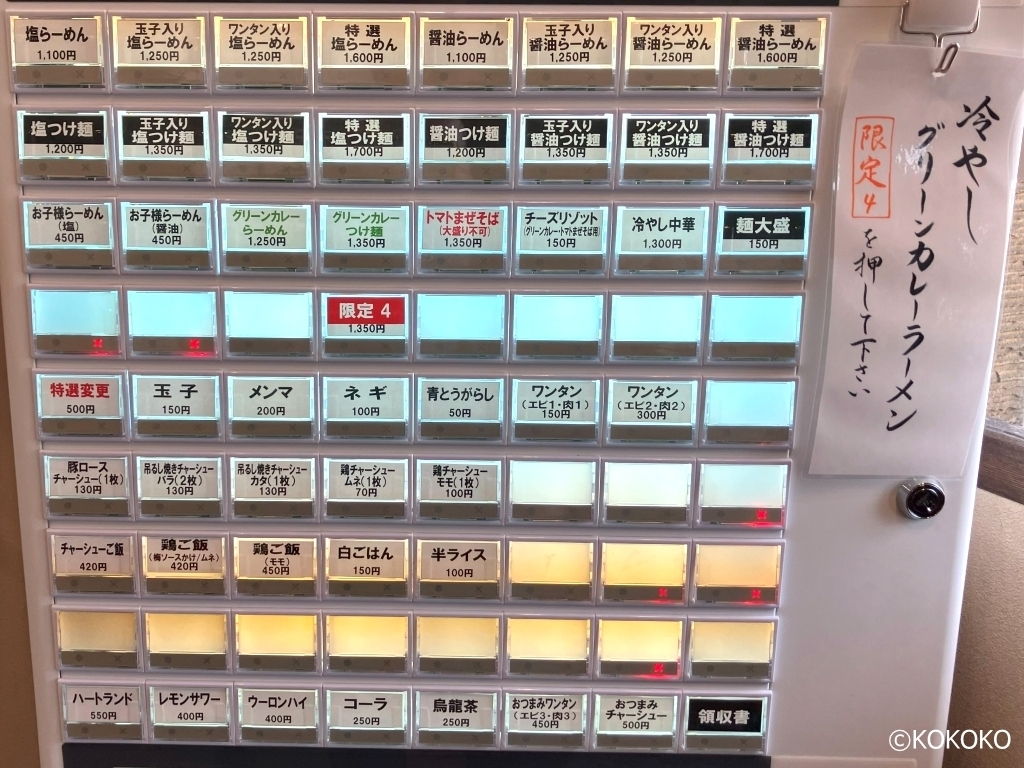 塩らーめん
1,100円
玉子入り
塩らーめん
1,250円
ワンタン入り
塩らーめん
1,250円
特選
塩らーめん
1,600円
醤油らーめん
1,100円
玉子入り
醤油らーめん
1,250円
ワンタン入り
醤油らーめん
1,250円
特選
醤油らーめん
1,600円
塩つけ麺
1,200円
玉子入り
塩つけ麺
1,350円
ワンタン入り
塩つけ麺
1,350円
特選
塩つけ麺
1,700円
醤油つけ麺
1,200円
玉子入り
醤油つけ麺
1,350円
ワンタン入り
醤油つけ麺
1,350円
特選
醤油つけ麺
1,700円
お子様らーめん
(塩)
450円
お子様らーめん
(醤油)
450円
グリーンカレー
らーめん
1,250円
グリーンカレー
つけ麺
1,350円
トマトまぜそば
(大盛り不可)
1,350円
チーズリゾット
(グリーンカレー・トマトまぜそば用)
150円
冷やし中華
1,300円
麺大盛
150円
限定 4
1,350円
特選変更
500円
玉子
150円
メンマ
200円
ネギ
100円
青とうがらし
50円
ワンタン
(エビ1・肉1)
150円
ワンタン
(エビ2・肉2)
300円
豚ロース
チャーシュー(1枚)
130円
吊るし焼きチャーシュー
バラ(2枚)
130円
吊るし焼きチャーシュー
カタ(1枚)
130円
鶏チャーシュー
ムネ(1枚)
70円
鶏チャーシュー
モモ(1枚)
100円
チャーシューご飯
420円
鶏ご飯
(梅ソースかけ/ムネ)
420円
鶏ご飯
(モモ)
450円
白ごはん
150円
半ライス
100円
ハートランド
550円
レモンサワー
400円
ウーロンハイ
400円
コーラ
250円
烏龍茶
250円
おつまみワンタン
(エビ3・肉3)
450円
おつまみ
チャーシュー
500円
領収書
冷やし
グリーンカレーラーメン
限定4を押して下さい
©KOKOKO